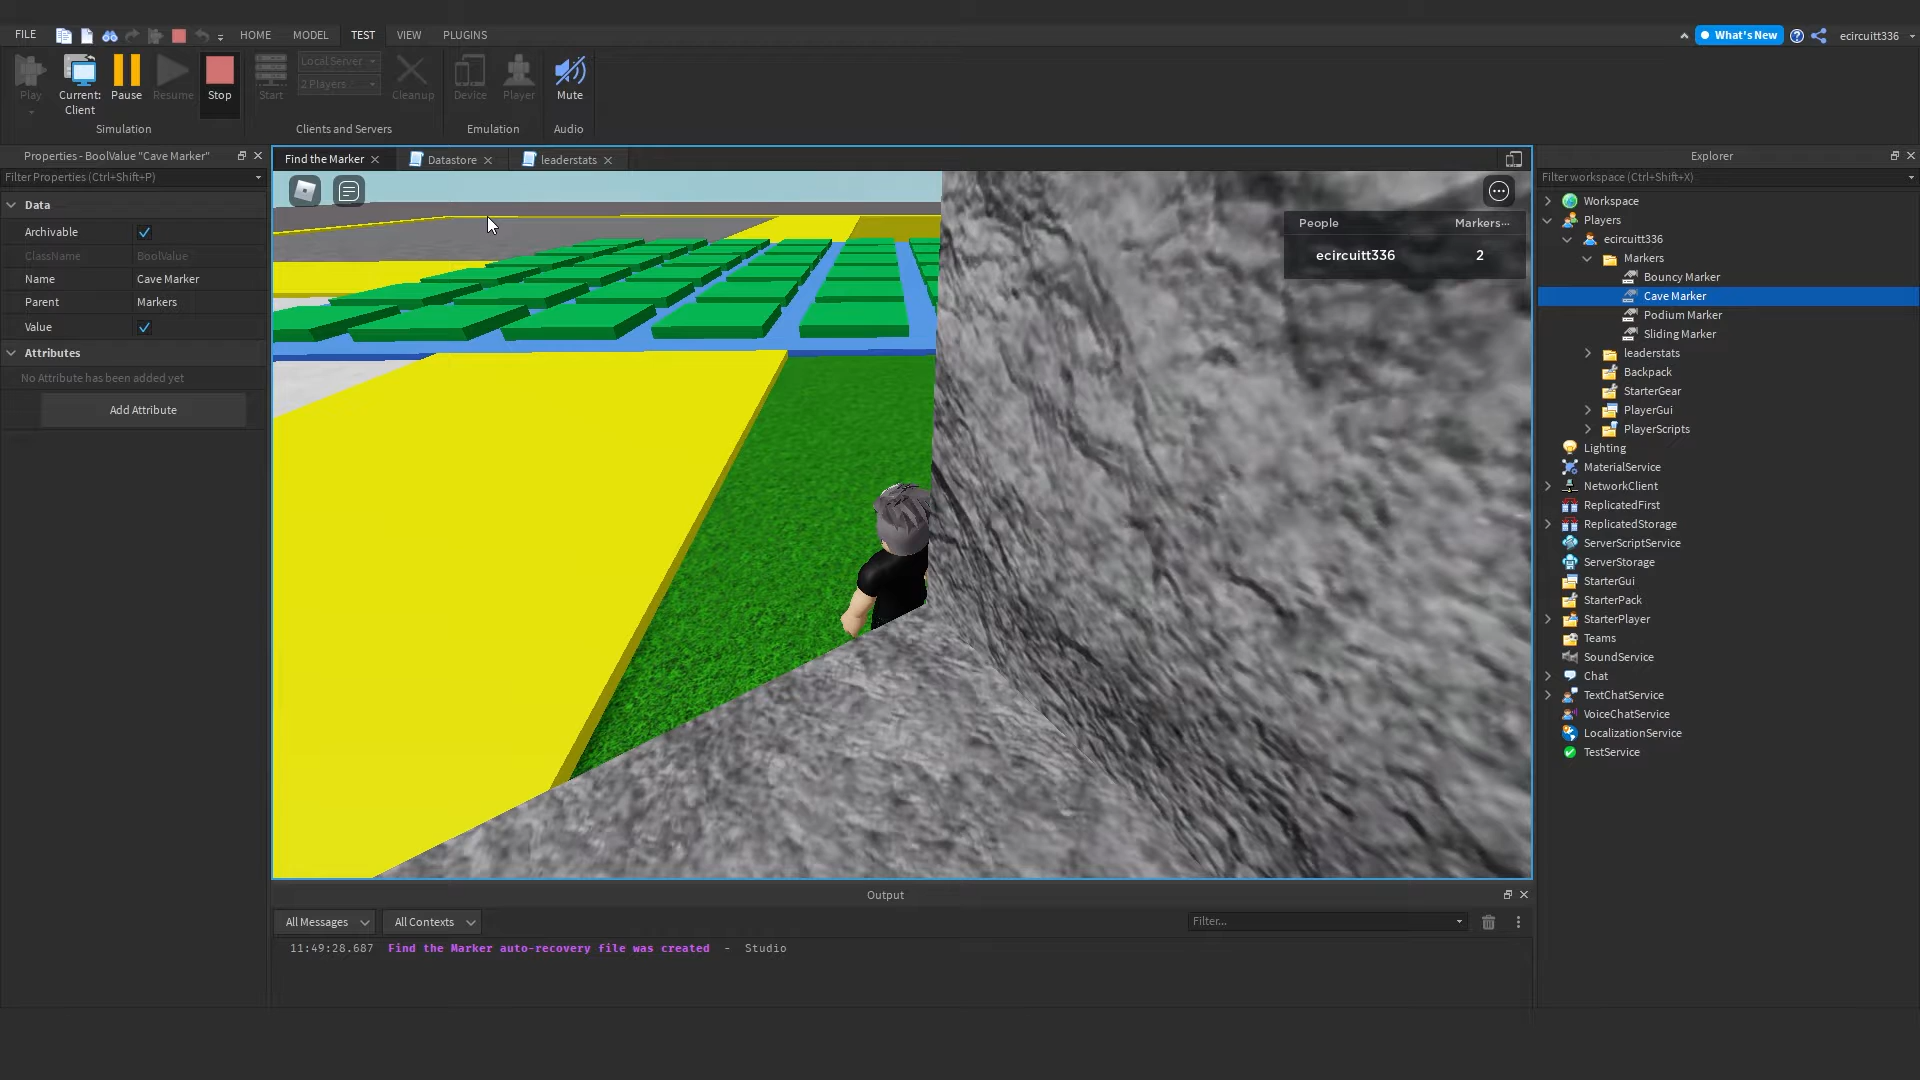 FILE HOME MODEL TEST VIEW PLUGINS What's New ecircuitt336
Play Current: Client Pause Resume Stop
Simulation
Start Local Server 2 Players Cleanup
Clients and Servers
Device Player
Emulation
Mute
Audio
Properties - BoolValue "Cave Marker"
Filter Properties (Ctrl+Shift+P)
Data
Archivable
ClassName BoolValue
Name Cave Marker
Parent Markers
Value
Attributes
No Attribute has been added yet
Add Attribute
Find the Marker Datastore leaderstats
People Markers...
ecircuitt336 2
Output
All Messages All Contexts Filter...
11:49:28.687 Find the Marker auto-recovery file was created - Studio
Explorer
Filter workspace (Ctrl+Shift+X)
Workspace
Players
ecircuitt336
Markers
Bouncy Marker
Cave Marker
Podium Marker
Sliding Marker
leaderstats
Backpack
StarterGear
PlayerGui
PlayerScripts
Lighting
MaterialService
NetworkClient
ReplicatedFirst
ReplicatedStorage
ServerScriptService
ServerStorage
StarterGui
StarterPack
StarterPlayer
Teams
SoundService
Chat
TextChatService
VoiceChatService
LocalizationService
TestService